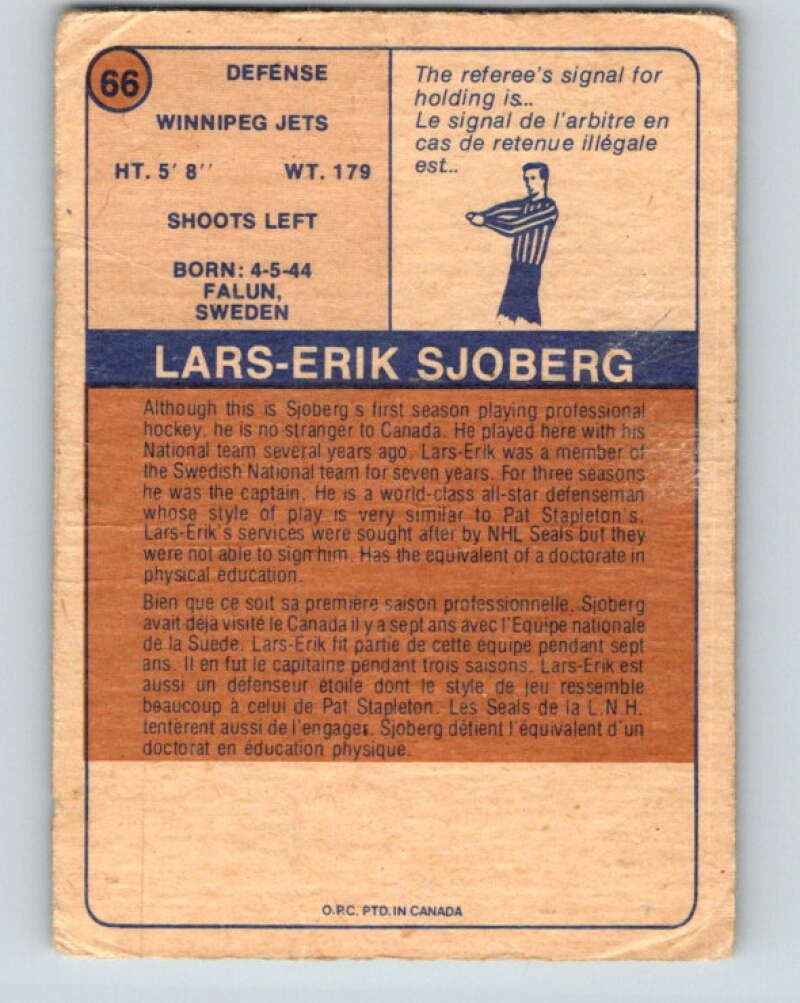 66
DEFENSE
WINNIPEG JETS
HT. 5' 8'' WT. 179
SHOOTS LEFT
BORN: 4-5-44
FALUN,
SWEDEN
The referee's signal for
holding is...
Le signal de l'arbitre en
cas de retenue illégale
est...
LARS-ERIK SJOBERG
Although this is Sjoberg's first season playing professional
hockey, he is no stranger to Canada. He played here with his
National team several years ago. Lars-Erik was a member of
the Swedish National team for seven years. For three seasons
he was the captain. He is a world-class all-star defenseman
whose style of play is very similar to Pat Stapleton's.
Lars-Erik's services were sought after by NHL Seals but they
were not able to sign him. Has the equivalent of a doctorate in
physical education.
Bien que ce soit sa première saison professionnelle, Sjoberg
avait déjà visité le Canada il y a sept ans avec l'Equipe nationale
de la Suède. Lars-Erik fit partie de cette équipe pendant sept
ans. Il en fut le capitaine pendant trois saisons. Lars-Erik est
aussi un défenseur étoile dont le style de jeu ressemble
beaucoup à celui de Pat Stapleton. Les Seals de la L.N.H.
tentèrent aussi de l'engager. Sjoberg détient l'équivalent d'un
doctorat en éducation physique.
O.P.C. PTD. IN CANADA